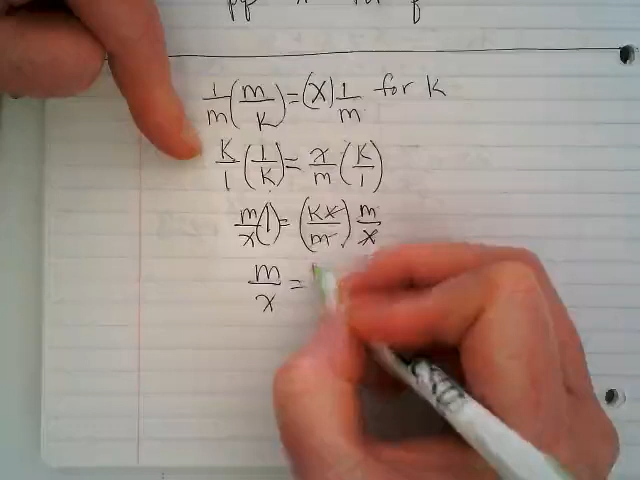 1/m (m/k) = (x) 1/m for k
k/1 (1/k) = x/m (k/1)
m/x (1) = (kx/m) m/x
m/x =